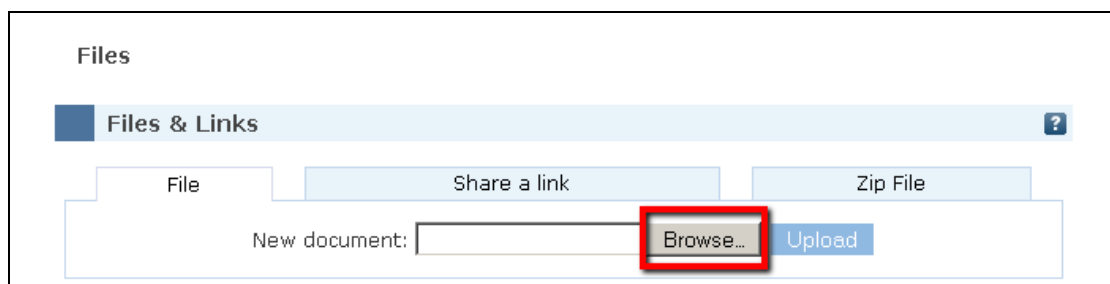 Files
Files & Links ?
File Share a link Zip File
New document: Browse... Upload